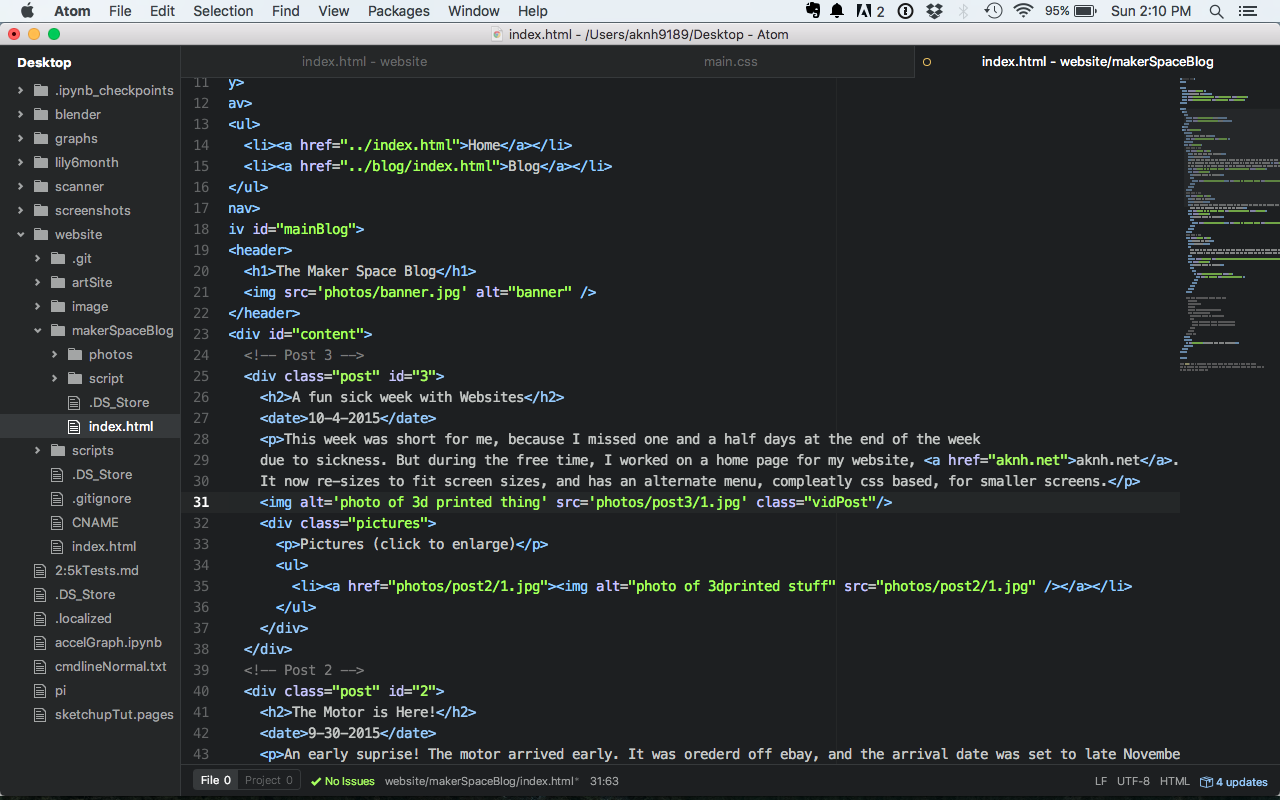 Atom File Edit Selection Find View Packages Window Help 2 95% Sun 2:10 PM
index.html - /Users/aknh9189/Desktop - Atom
Desktop
.ipynb_checkpoints
blender
graphs
lily6month
scanner
screenshots
website
.git
artSite
image
makerSpaceBlog
photos
script
.DS_Store
index.html
scripts
.DS_Store
.gitignore
CNAME
index.html
2:5kTests.md
.DS_Store
.localized
accelGraph.ipynb
cmdlineNormal.txt
pi
sketchupTut.pages
index.html - website main.css index.html - website/makerSpaceBlog
11 y>
12 av>
13 <ul>
14 <li><a href="../index.html">Home</a></li>
15 <li><a href="../blog/index.html">Blog</a></li>
16 </ul>
17 nav>
18 iv id="mainBlog">
19 <header>
20 <h1>The Maker Space Blog</h1>
21 <img src='photos/banner.jpg' alt="banner" />
22 </header>
23 <div id="content">
24 <!-- Post 3 -->
25 <div class="post" id="3">
26 <h2>A fun sick week with Websites</h2>
27 <date>10-4-2015</date>
28 <p>This week was short for me, because I missed one and a half days at the end of the week
29 due to sickness. But during the free time, I worked on a home page for my website, <a href="aknh.net">aknh.net</a>.
30 It now re-sizes to fit screen sizes, and has an alternate menu, compleatly css based, for smaller screens.</p>
31 <img alt='photo of 3d printed thing' src='photos/post3/1.jpg' class="vidPost"/>
32 <div class="pictures">
33 <p>Pictures (click to enlarge)</p>
34 <ul>
35 <li><a href="photos/post2/1.jpg"><img alt="photo of 3dprinted stuff" src="photos/post2/1.jpg" /></a></li>
36 </ul>
37 </div>
38 </div>
39 <!-- Post 2 -->
40 <div class="post" id="2">
41 <h2>The Motor is Here!</h2>
42 <date>9-30-2015</date>
43 <p>An early suprise! The motor arrived early. It was orederd off ebay, and the arrival date was set to late Novembe
File 0 Project 0 No Issues website/makerSpaceBlog/index.html* 31:63 LF UTF-8 HTML 4 updates